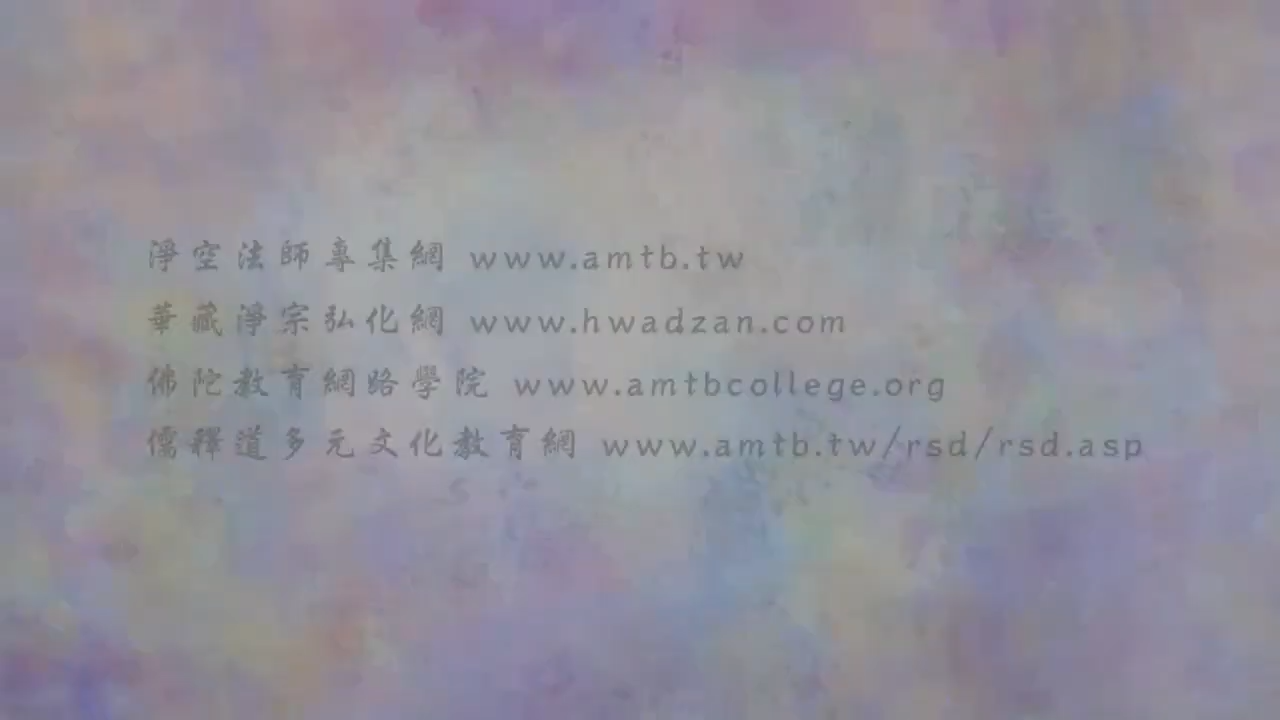 淨空法師專集網 www.amtb.tw
華藏淨宗弘化網 www.hwadzan.com
佛陀教育網路學院 www.amtbcollege.org
儒釋道多元文化教育網 www.amtb.tw/rsd/rsd.asp